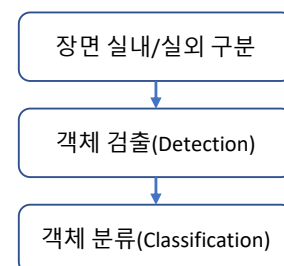 장면 실내/실외 구분
객체 검출(Detection)
객체 분류(Classification)